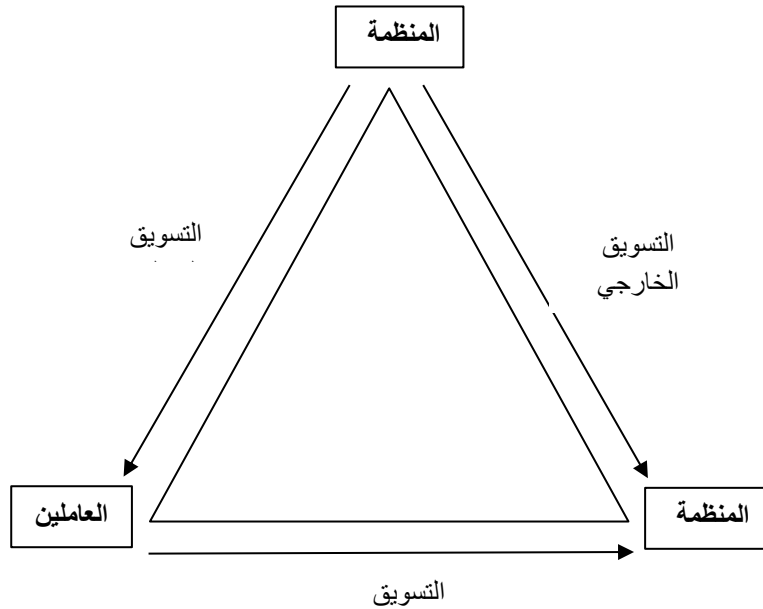 المنظمة
التسويق
التسويق
الخارجي
العاملين
المنظمة
التسويق